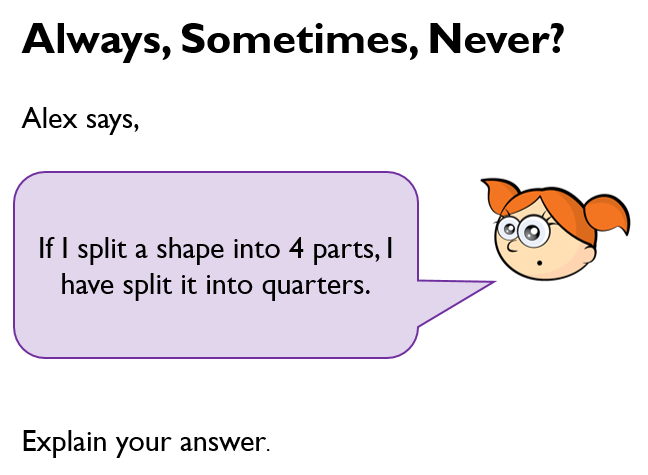 Always, Sometimes, Never?
Alex says,
If I split a shape into 4 parts, I
have split it into quarters.
Explain your answer.